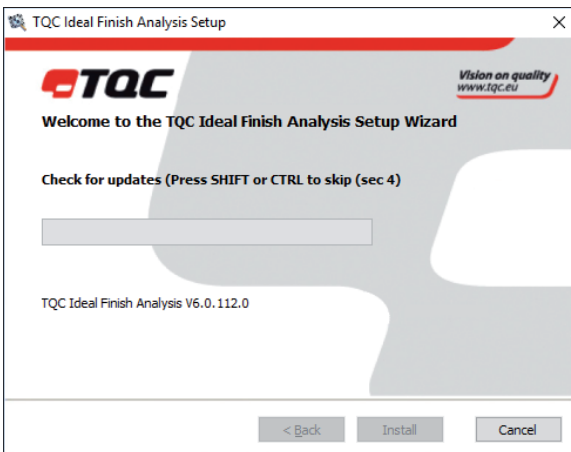 TQC Ideal Finish Analysis Setup
TQC
Vision on quality
www.tqc.eu
Welcome to the TQC Ideal Finish Analysis Setup Wizard
Check for updates (Press SHIFT or CTRL to skip (sec 4)
TQC Ideal Finish Analysis V6.0.112.0
< Back
Install
Cancel